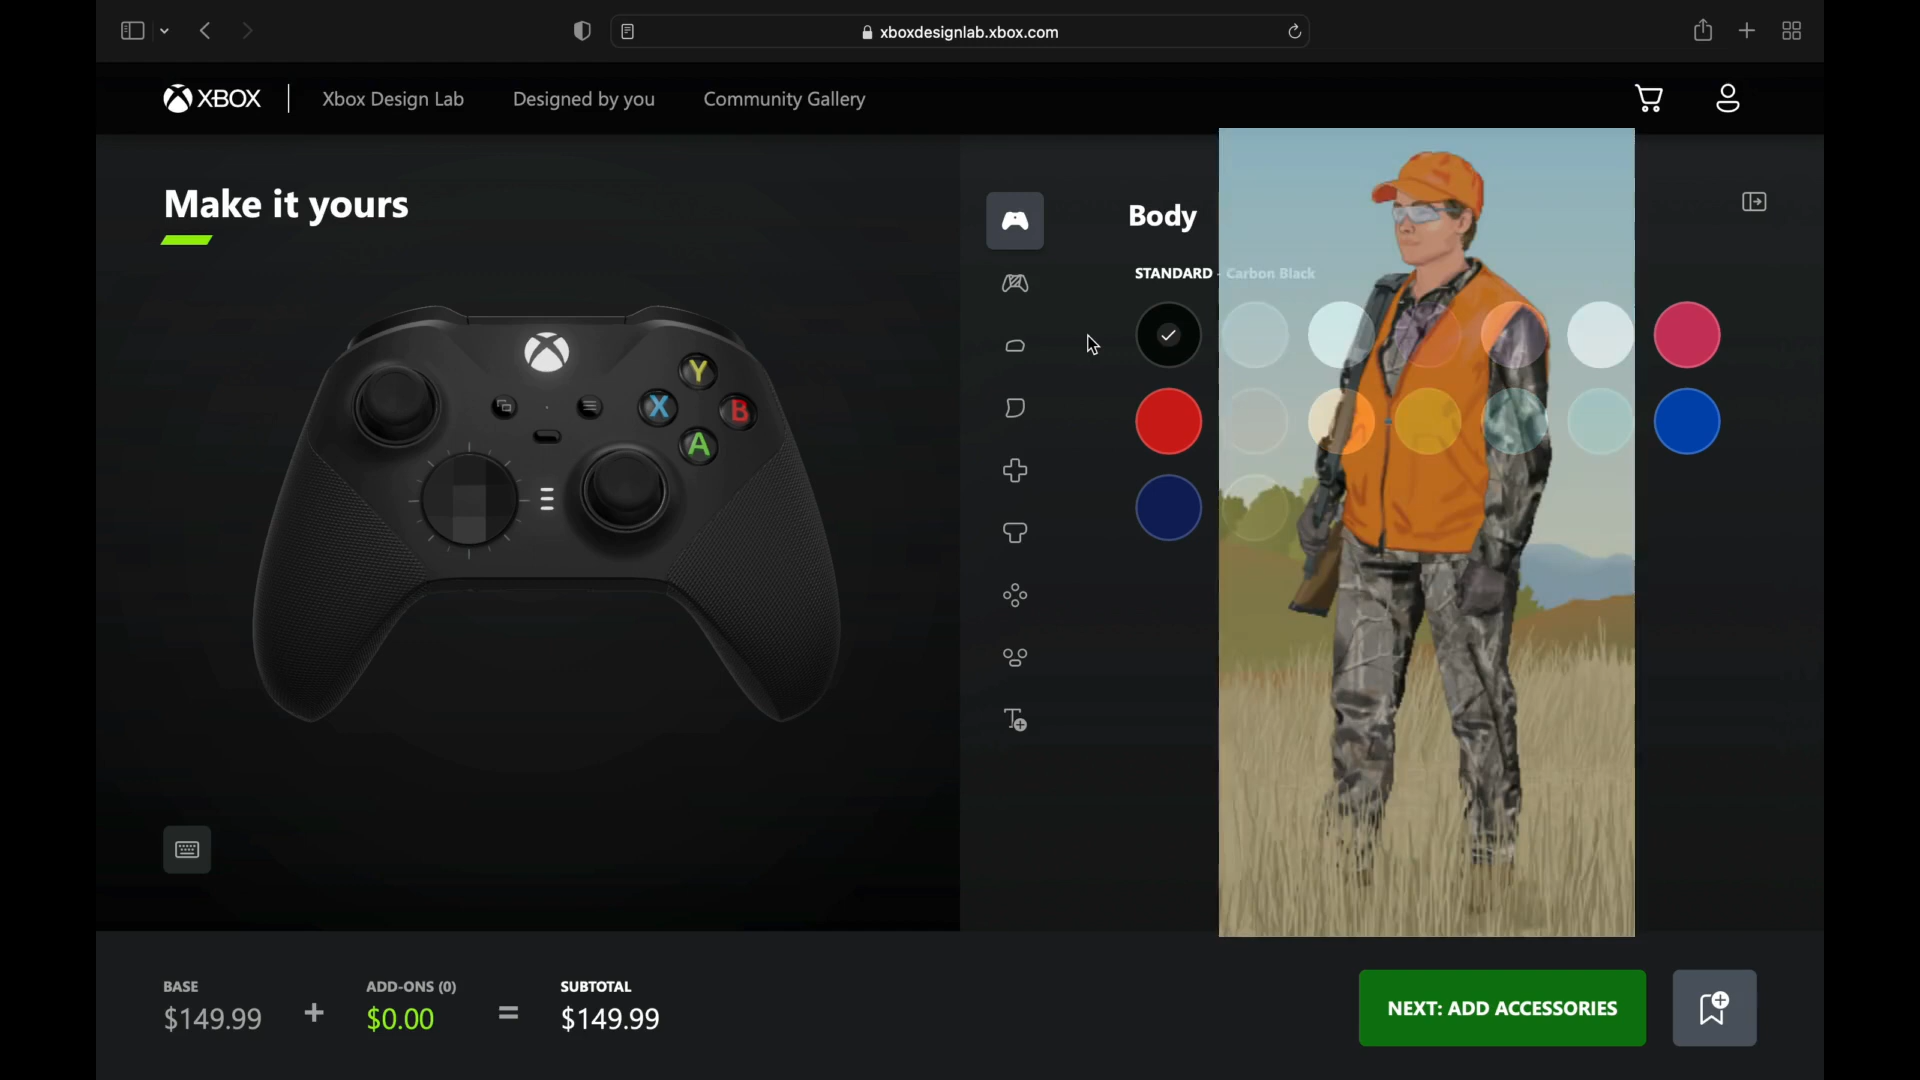 xboxdesignlab.xbox.com
XBOX
Xbox Design Lab
Designed by you
Community Gallery
Make it yours
Body
STANDARD - Carbon Black
Y
X
B
A
BASE
$149.99
+
ADD-ONS (0)
$0.00
=
SUBTOTAL
$149.99
NEXT: ADD ACCESSORIES